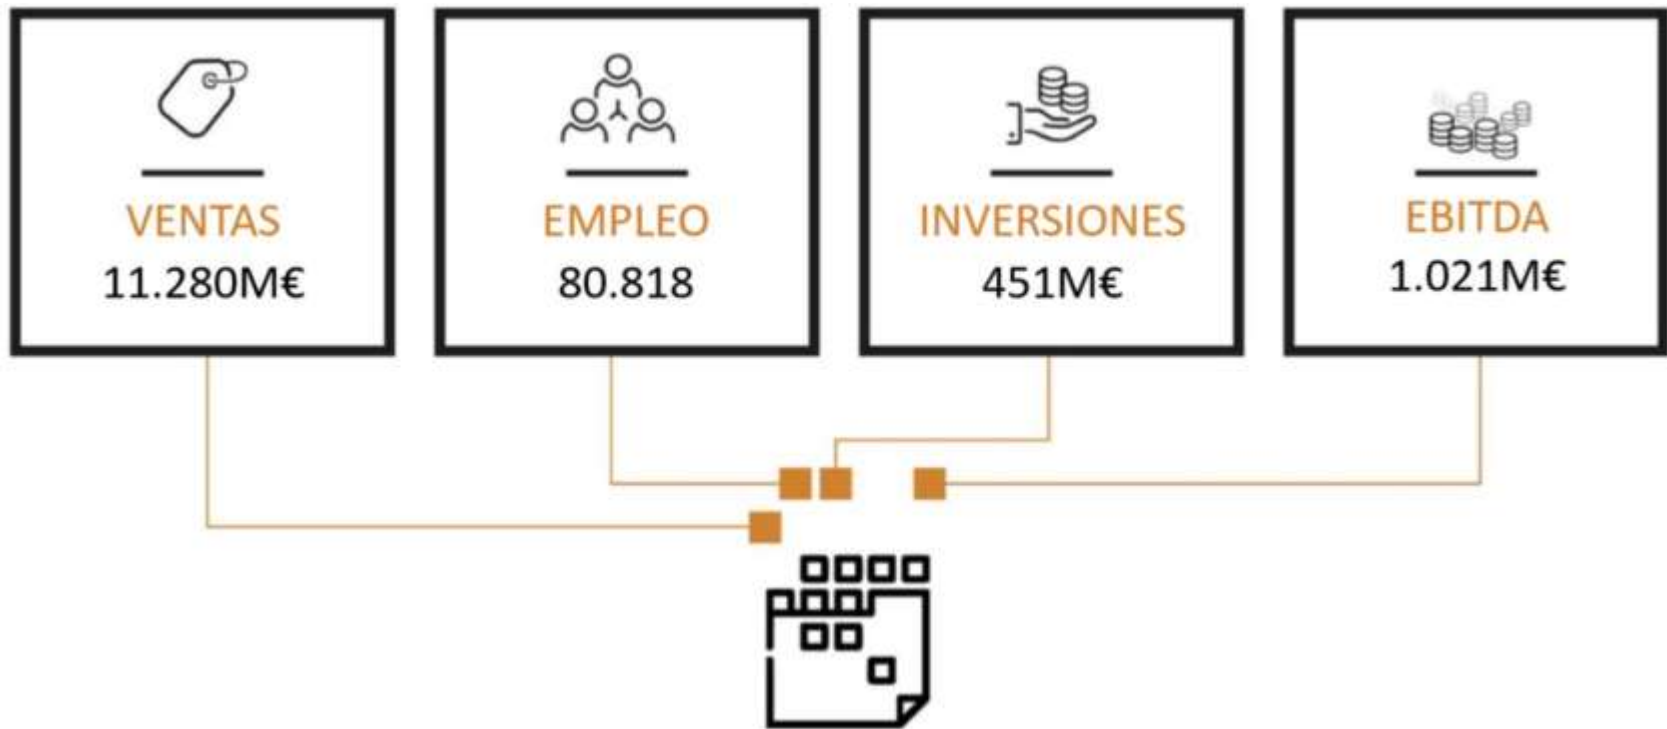 VENTAS
11.280M€
EMPLEO
80.818
INVERSIONES
451M€
EBITDA
1.021M€